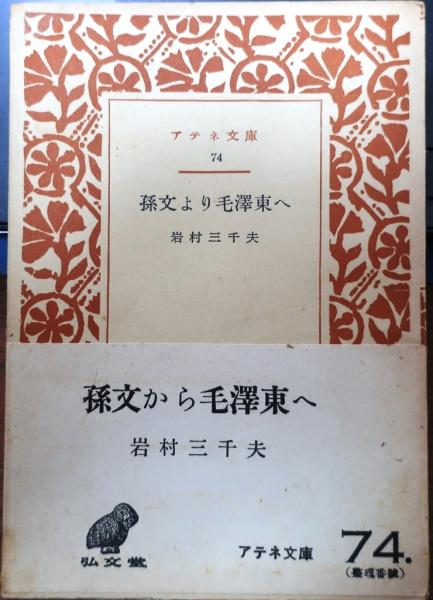 アテネ文庫
74
孫文より毛澤東へ
岩村三千夫
孫文から毛澤東へ
岩村三千夫
弘文堂
アテネ文庫
74.
(整理番號)